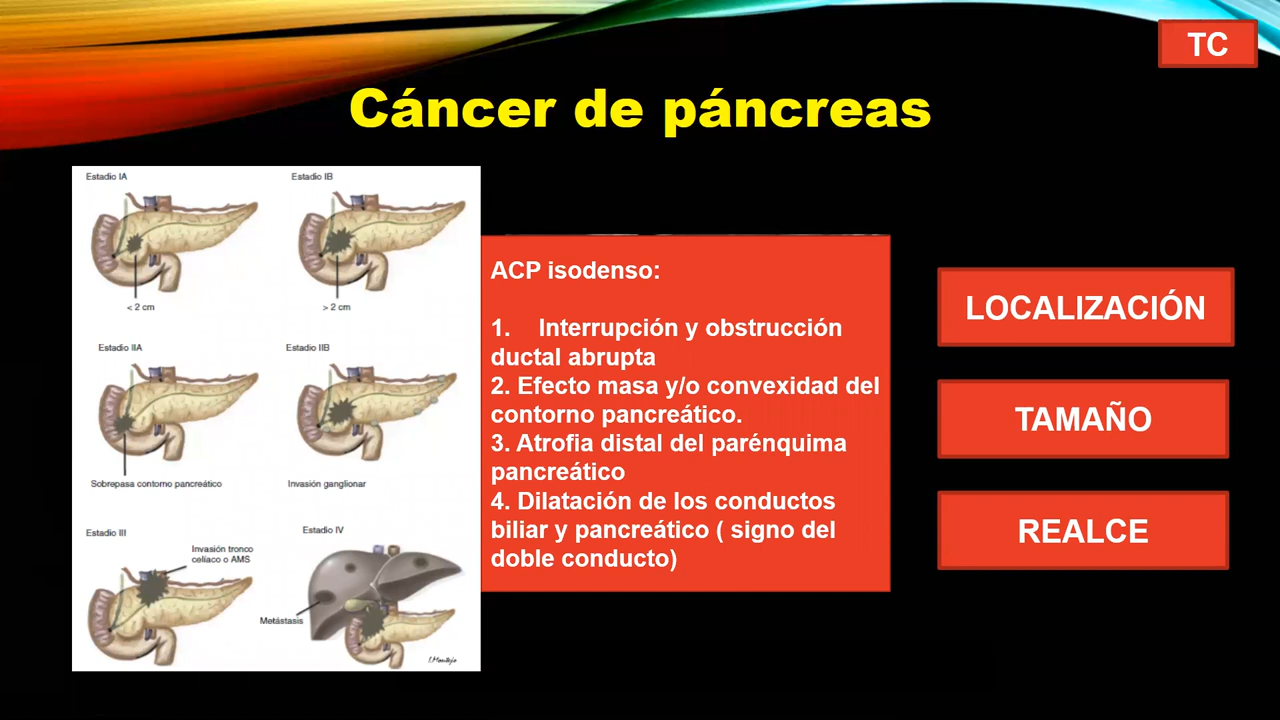 TC
Cáncer de páncreas
Estadio IA
Estadio IB
< 2 cm
> 2 cm
Estadio IIA
Estadio IIB
Sobrepasa contorno pancreático
Invasión ganglionar
Estadio III
Invasión tronco
celíaco o AMS
Estadio IV
Metástasis
ACP isodenso:
1. Interrupción y obstrucción
ductal abrupta
2. Efecto masa y/o convexidad del
contorno pancreático.
3. Atrofia distal del parénquima
pancreático
4. Dilatación de los conductos
biliar y pancreático ( signo del
doble conducto)
LOCALIZACIÓN
TAMAÑO
REALCE